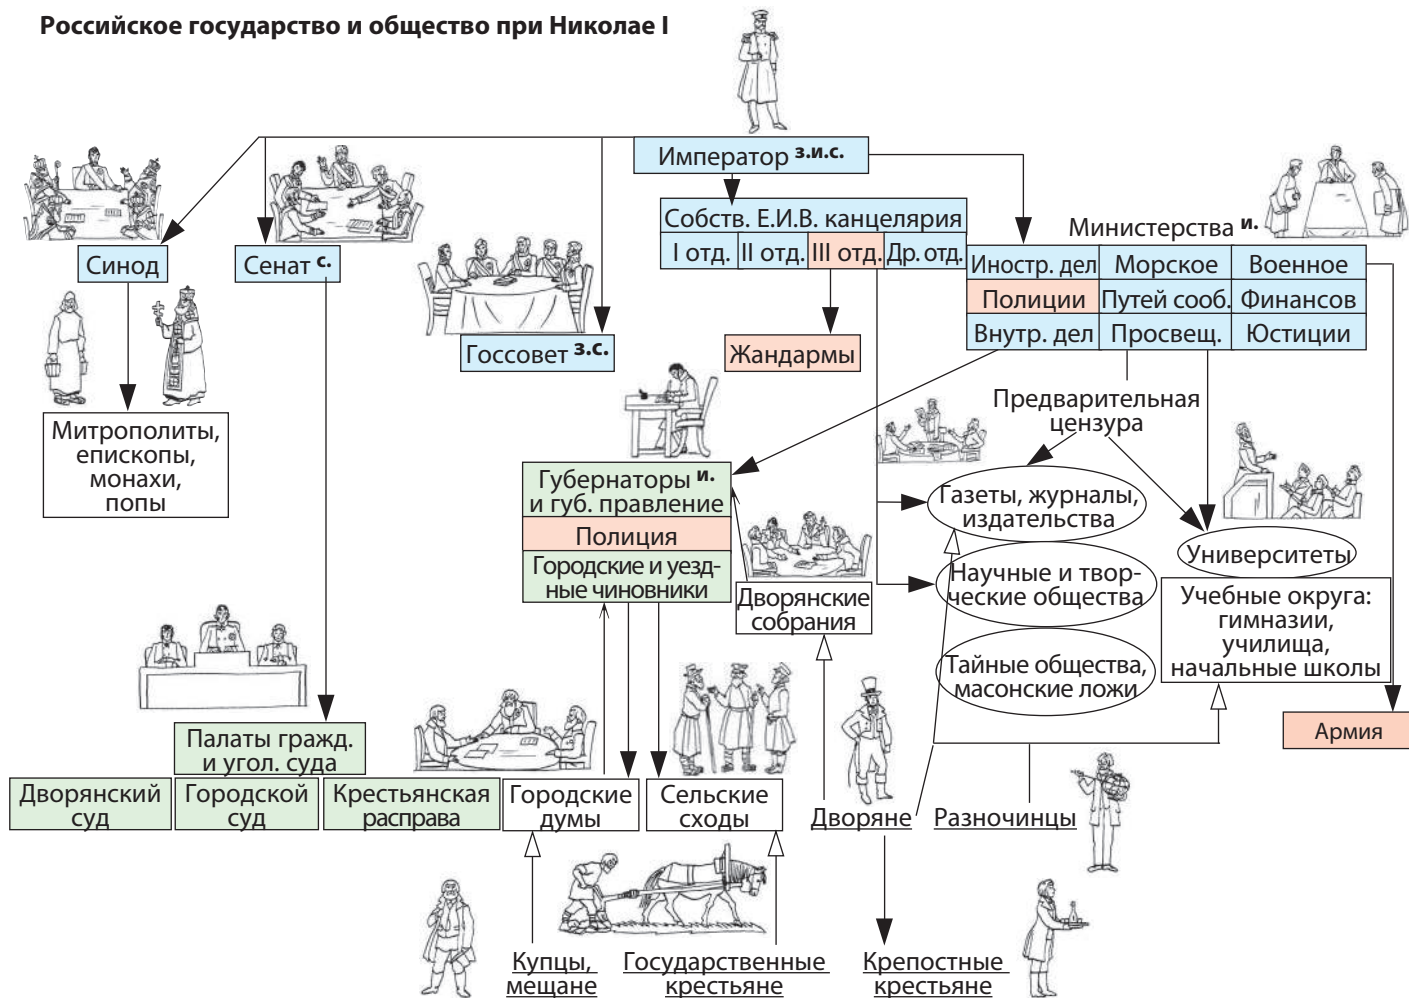 Российское государство и общество при Николае I
Император з.и.с.
Собств. Е.И.В. канцелярия
I отд.
II отд.
III отд.
Др. отд.
Министерства и.
Иностр. дел
Морское
Военное
Полиции
Путей сооб.
Финансов
Внутр. дел
Просвещ.
Юстиции
Синод
Сенат с.
Госсовет з.с.
Жандармы
Митрополиты,
епископы,
монахи,
попы
Предварительная
цензура
Губернаторы и.
и губ. правление
Полиция
Городские и уезд-
ные чиновники
Газеты, журналы,
издательства
Университеты
Научные и твор-
ческие общества
Дворянские
собрания
Учебные округа:
гимназии,
училища,
начальные школы
Тайные общества,
масонские ложи
Армия
Палаты гражд.
и угол. суда
Дворянский
суд
Городской
суд
Крестьянская
расправа
Городские
думы
Сельские
сходы
Дворяне
Разночинцы
Купцы,
мещане
Государственные
крестьяне
Крепостные
крестьяне